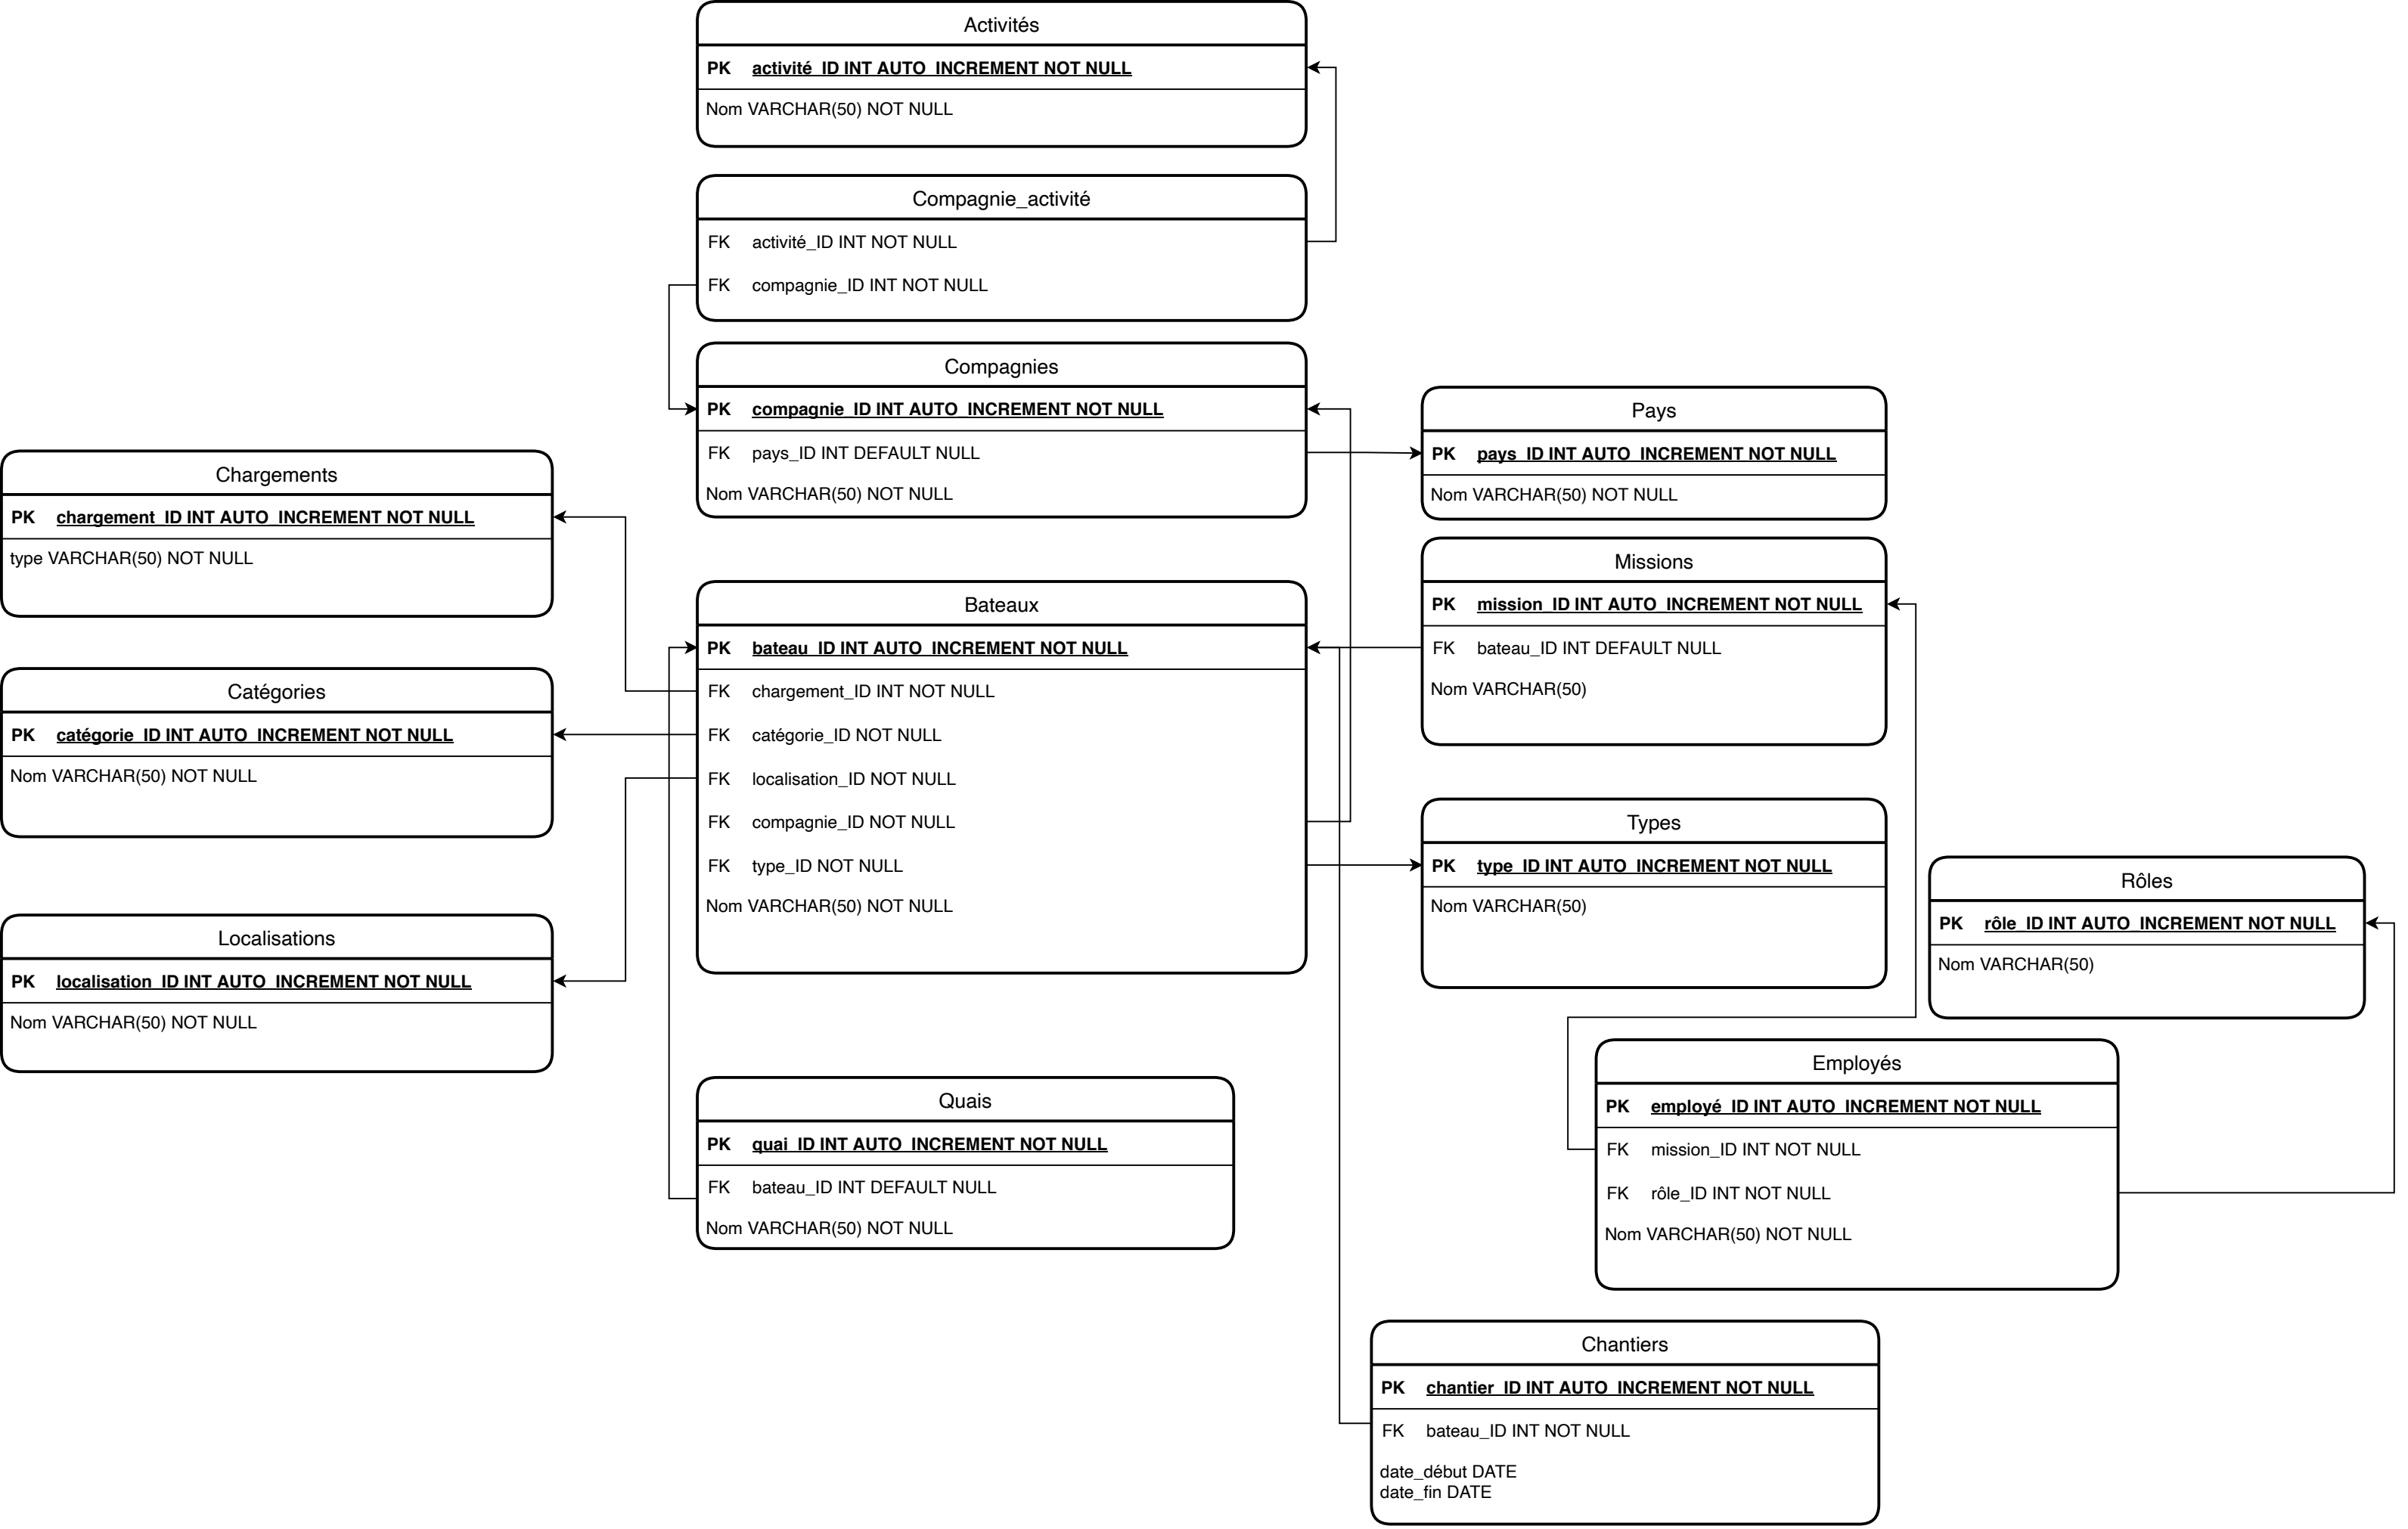 Activités
PK activité_ID INT AUTO_INCREMENT NOT NULL
Nom VARCHAR(50) NOT NULL
Compagnie_activité
FK activité_ID INT NOT NULL
FK compagnie_ID INT NOT NULL
Compagnies
PK compagnie_ID INT AUTO_INCREMENT NOT NULL
FK pays_ID INT DEFAULT NULL
Nom VARCHAR(50) NOT NULL
Pays
PK pays_ID INT AUTO_INCREMENT NOT NULL
Nom VARCHAR(50) NOT NULL
Chargements
PK chargement_ID INT AUTO_INCREMENT NOT NULL
type VARCHAR(50) NOT NULL
Missions
PK mission_ID INT AUTO_INCREMENT NOT NULL
FK bateau_ID INT DEFAULT NULL
Nom VARCHAR(50)
Bateaux
PK bateau_ID INT AUTO_INCREMENT NOT NULL
FK chargement_ID INT NOT NULL
FK catégorie_ID NOT NULL
FK localisation_ID NOT NULL
FK compagnie_ID NOT NULL
FK type_ID NOT NULL
Nom VARCHAR(50) NOT NULL
Catégories
PK catégorie_ID INT AUTO_INCREMENT NOT NULL
Nom VARCHAR(50) NOT NULL
Types
PK type_ID INT AUTO_INCREMENT NOT NULL
Nom VARCHAR(50)
Rôles
PK rôle_ID INT AUTO_INCREMENT NOT NULL
Nom VARCHAR(50)
Localisations
PK localisation_ID INT AUTO_INCREMENT NOT NULL
Nom VARCHAR(50) NOT NULL
Employés
PK employé_ID INT AUTO_INCREMENT NOT NULL
FK mission_ID INT NOT NULL
FK rôle_ID INT NOT NULL
Nom VARCHAR(50) NOT NULL
Quais
PK quai_ID INT AUTO_INCREMENT NOT NULL
FK bateau_ID INT DEFAULT NULL
Nom VARCHAR(50) NOT NULL
Chantiers
PK chantier_ID INT AUTO_INCREMENT NOT NULL
FK bateau_ID INT NOT NULL
date_début DATE
date_fin DATE